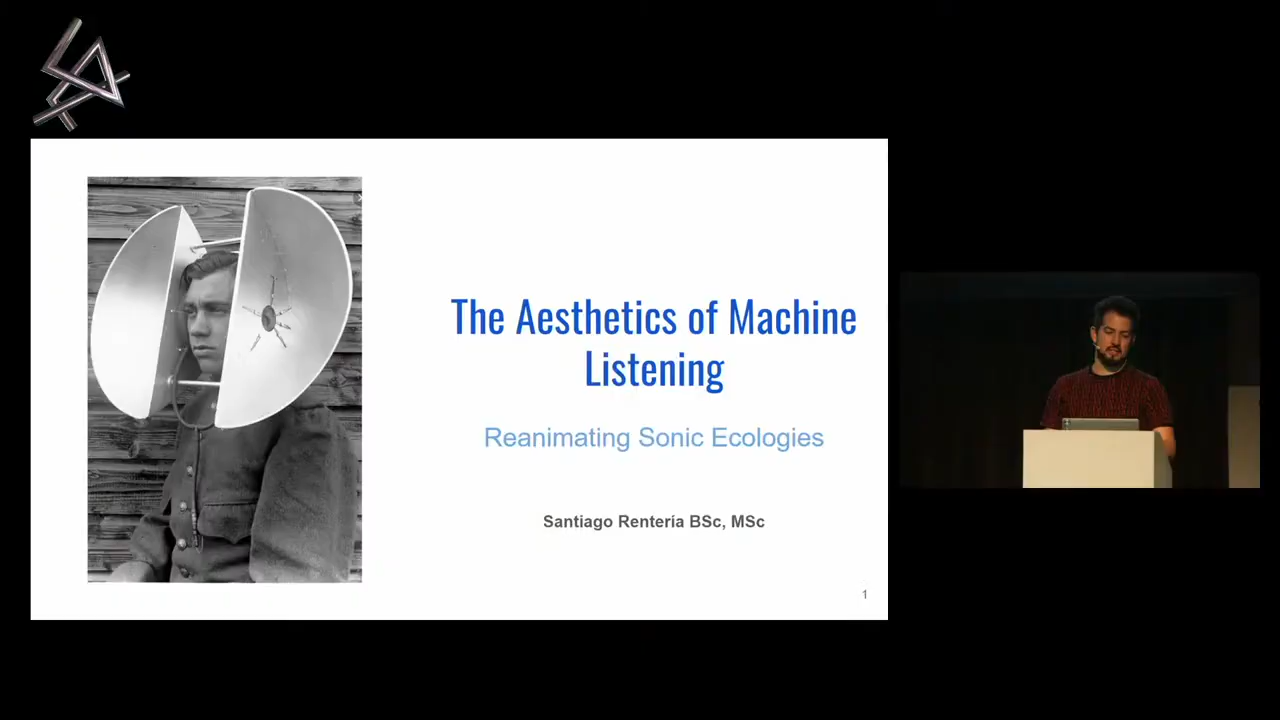 The Aesthetics of Machine
Listening
Reanimating Sonic Ecologies
Santiago Rentería BSc, MSc
1